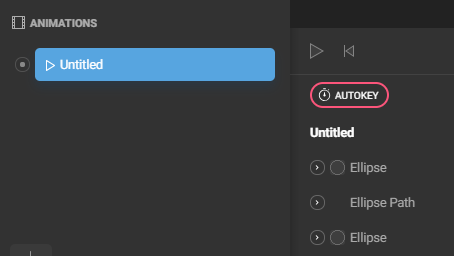 ANIMATIONS
Untitled
AUTOKEY
Untitled
Ellipse
Ellipse Path
Ellipse